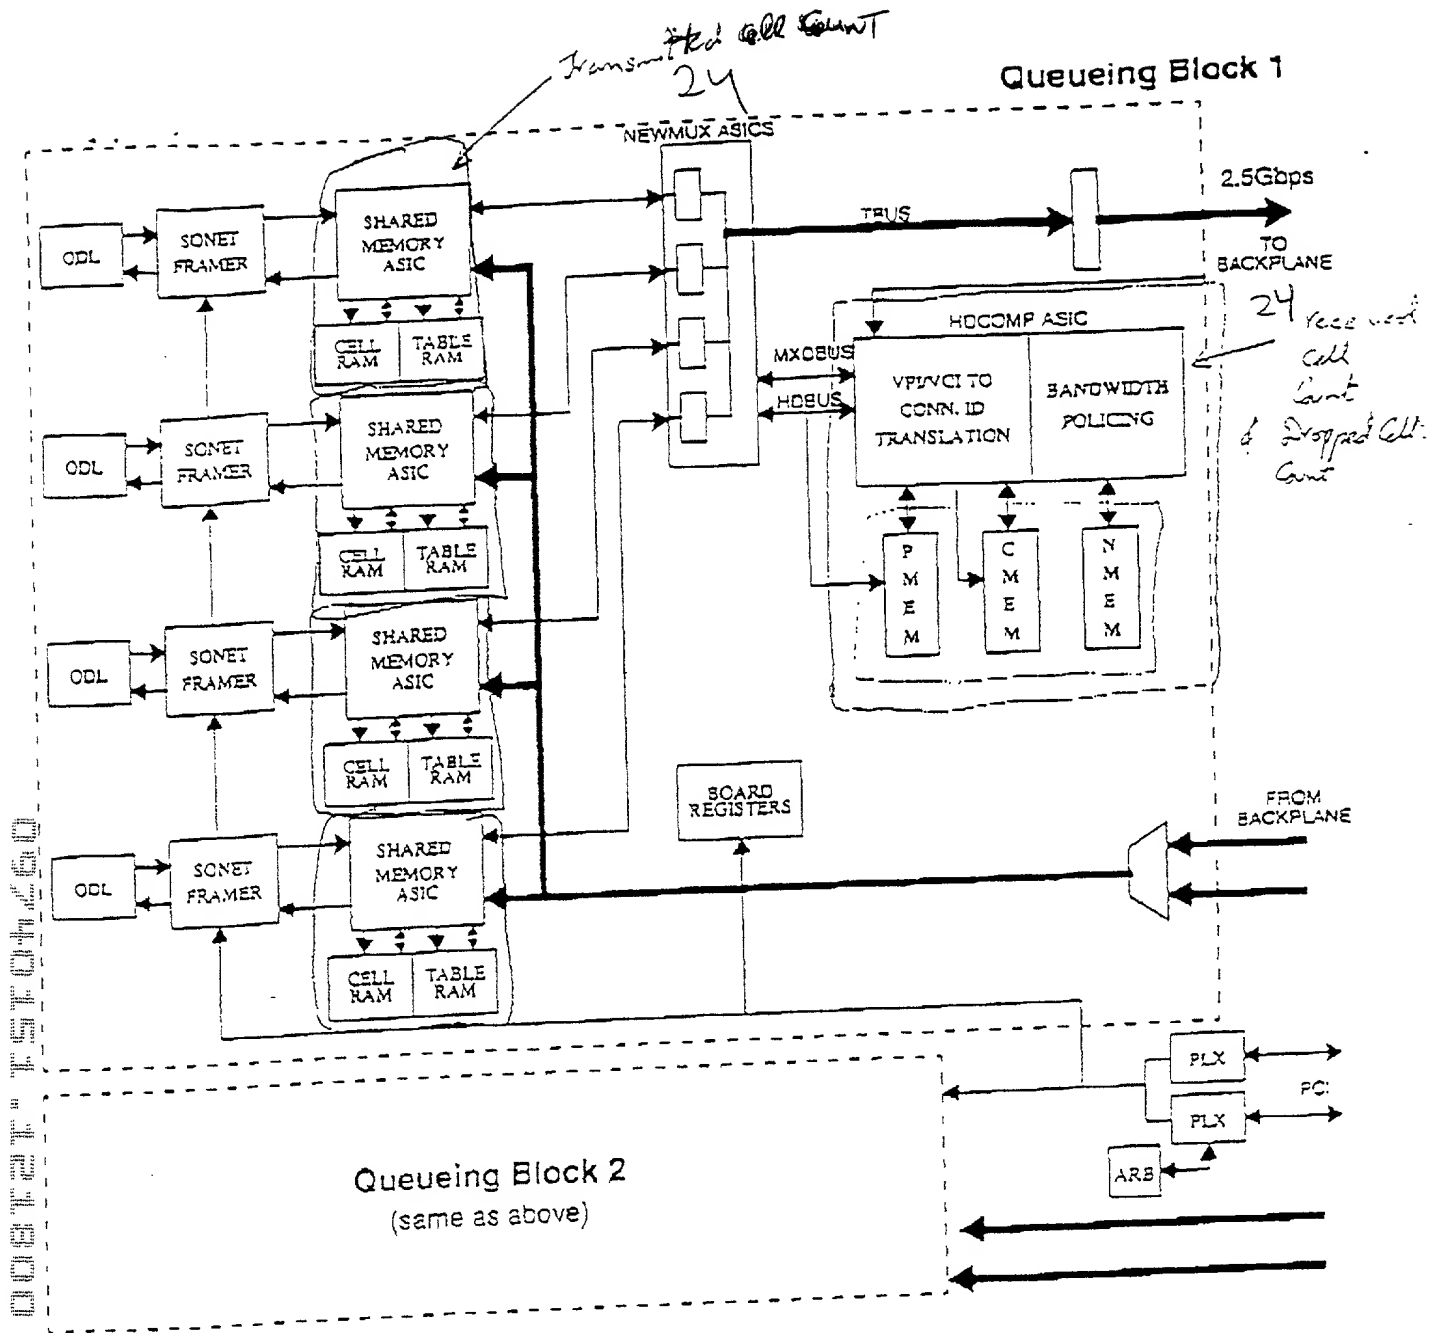 Transmitted cell count
24
Queueing Block 1
NEWMUX ASICS
2.5Gbps
TO
BACKPLANE
TBUS
ODL
SONET
FRAMER
SHARED
MEMORY
ASIC
CELL
RAM
TABLE
RAM
24
received
Cell
Count
& Dropped Cell
Count
HDCOMP ASIC
MXDBUS
HDBUS
VPI/VCI TO
CONN. ID
TRANSLATION
BANDWIDTH
POLICING
ODL
SONET
FRAMER
SHARED
MEMORY
ASIC
CELL
RAM
TABLE
RAM
PMEM
CMEM
NMEM
ODL
SONET
FRAMER
SHARED
MEMORY
ASIC
CELL
RAM
TABLE
RAM
BOARD
REGISTERS
FROM
BACKPLANE
ODL
SONET
FRAMER
SHARED
MEMORY
ASIC
CELL
RAM
TABLE
RAM
PLX
PCI
PLX
ARB
Queueing Block 2
(same as above)